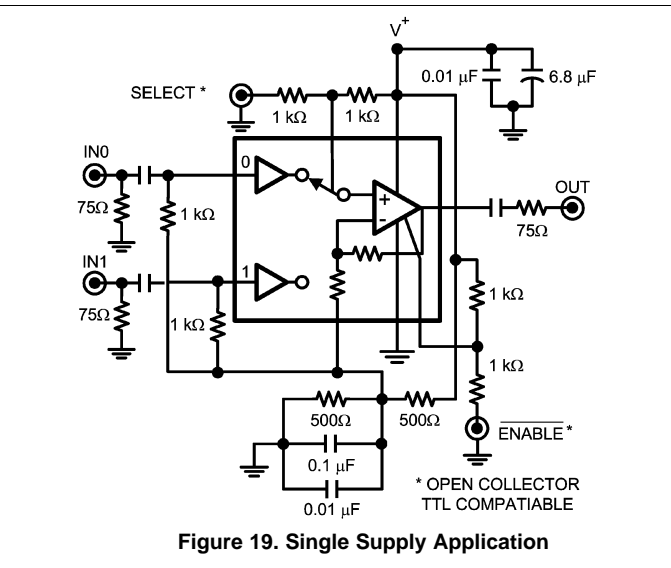 V+
0.01 µF
6.8 µF
SELECT *
1 kΩ
1 kΩ
IN0
0
+
-
OUT
75Ω
1 kΩ
75Ω
IN1
1
75Ω
1 kΩ
1 kΩ
1 kΩ
500Ω
500Ω
ENABLE *
0.1 µF
* OPEN COLLECTOR
TTL COMPATIABLE
0.01 µF
Figure 19. Single Supply Application